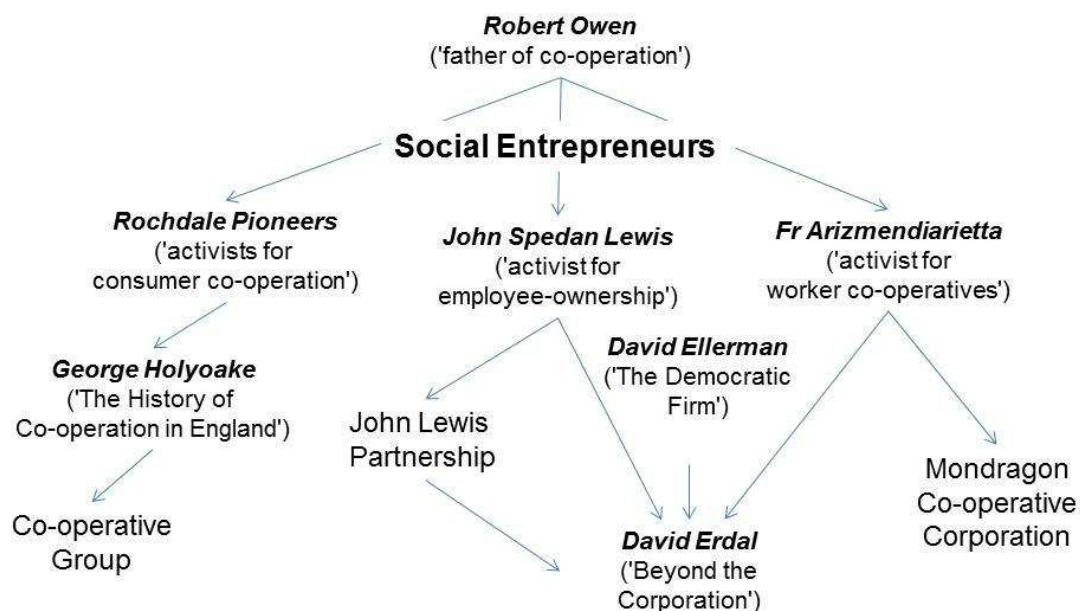 Robert Owen
('father of co-operation')
Social Entrepreneurs
Rochdale Pioneers
('activists for
consumer co-operation')
John Spedan Lewis
('activist for
employee-ownership')
Fr Arizmendiarietta
('activist for
worker co-operatives')
George Holyoake
('The History of
Co-operation in England')
David Ellerman
('The Democratic
Firm')
John Lewis
Partnership
Co-operative
Group
David Erdal
('Beyond the
Corporation')
Mondragon
Co-operative
Corporation